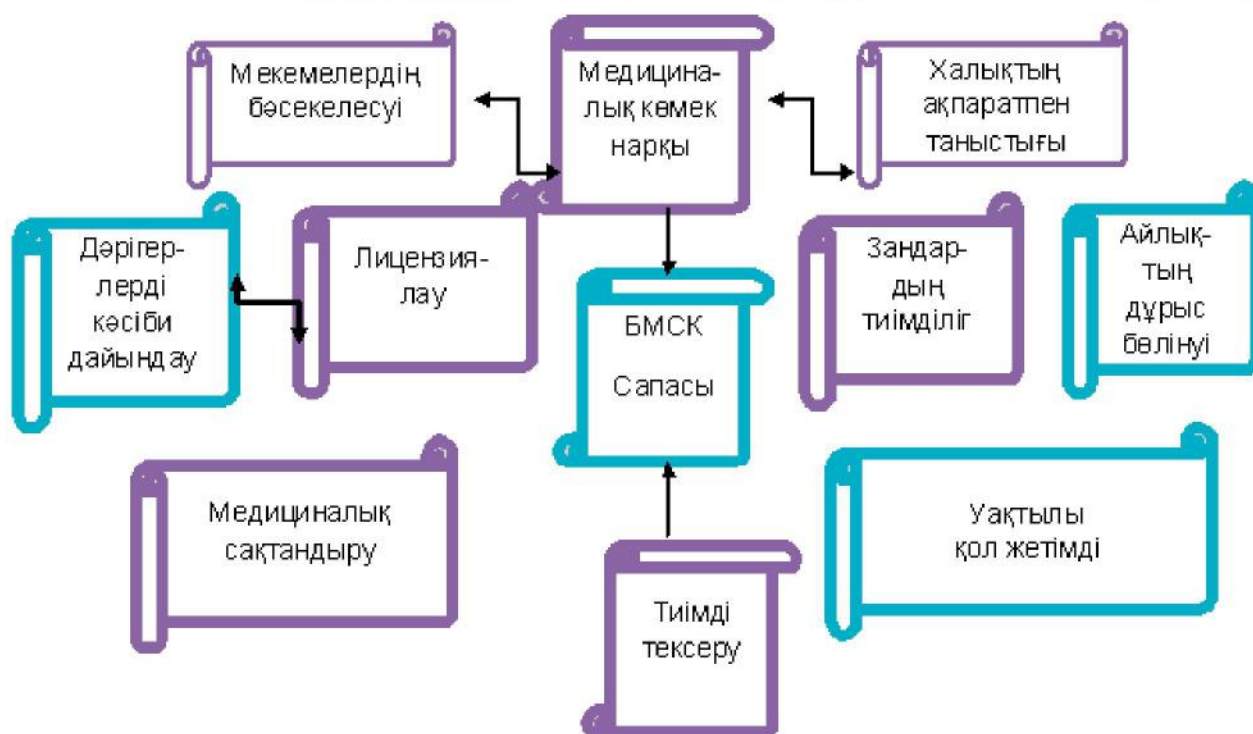 Мекемелердің
бәсекелесуі
Медицина-
лық көмек
нарқы
Халықтың
ақпаратпен
таныстығы
Дәрігер-
лерді
кәсіби
дайындау
Лицензия-
лау
БМСК
Сапасы
Заңдар-
дың
тиімділіг
Айлық-
тың
дұрыс
бөлінуі
Медициналық
сақтандыру
Тиімді
тексеру
Уақтылы
қол жетімді